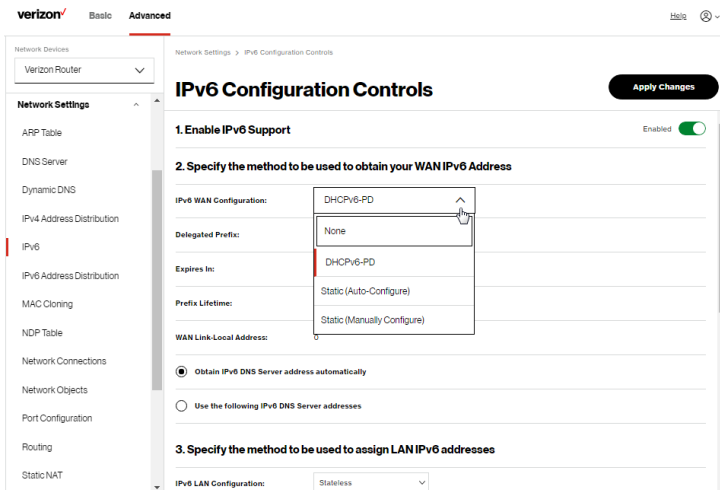 verizon✓ Basic Advanced Help
Network Devices
Verizon Router
Network Settings
ARP Table
DNS Server
Dynamic DNS
IPv4 Address Distribution
IPv6
IPv6 Address Distribution
MAC Cloning
NDP Table
Network Connections
Network Objects
Port Configuration
Routing
Static NAT
Network Settings > IPv6 Configuration Controls
IPv6 Configuration Controls
Apply Changes
1. Enable IPv6 Support
Enabled
2. Specify the method to be used to obtain your WAN IPv6 Address
IPv6 WAN Configuration: DHCPv6-PD
None
DHCPv6-PD
Static (Auto-Configure)
Static (Manually Configure)
Delegated Prefix:
Expires In:
Prefix Lifetime:
WAN Link-Local Address: 0
Obtain IPv6 DNS Server address automatically
Use the following IPv6 DNS Server addresses
3. Specify the method to be used to assign LAN IPv6 addresses
IPv6 LAN Configuration: Stateless